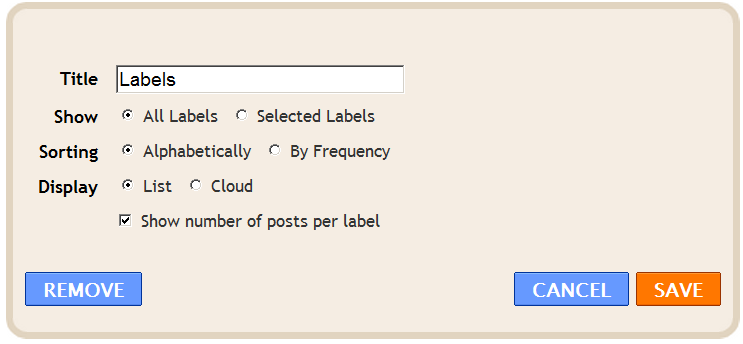 Title Labels
Show All Labels Selected Labels
Sorting Alphabetically By Frequency
Display List Cloud
Show number of posts per label
REMOVE CANCEL SAVE